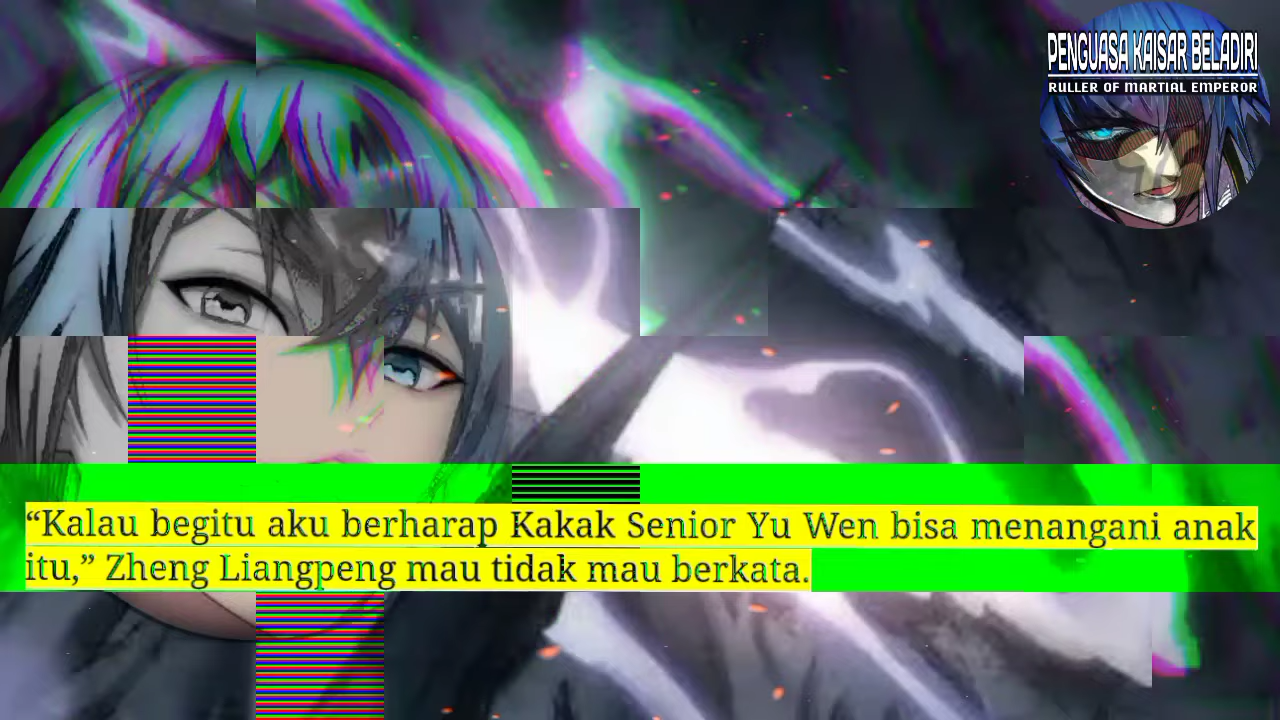 PENGUASA KAISAR BELADIRI
RULLER OF MARTIAL EMPEROR
“Kalau begitu aku berharap Kakak Senior Yu Wen bisa menangani anak
itu,” Zheng Liangpeng mau tidak mau berkata.